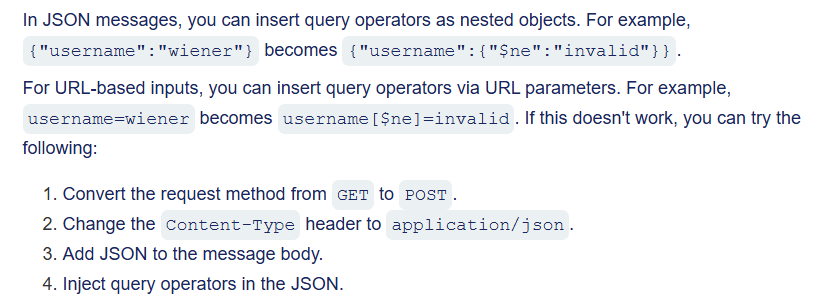 In JSON messages, you can insert query operators as nested objects. For example,
{"username":"wiener"} becomes {"username":{"$ne":"invalid"}}.
For URL-based inputs, you can insert query operators via URL parameters. For example,
username=wiener becomes username[$ne]=invalid. If this doesn't work, you can try the
following:
1. Convert the request method from GET to POST.
2. Change the Content-Type header to application/json.
3. Add JSON to the message body.
4. Inject query operators in the JSON.